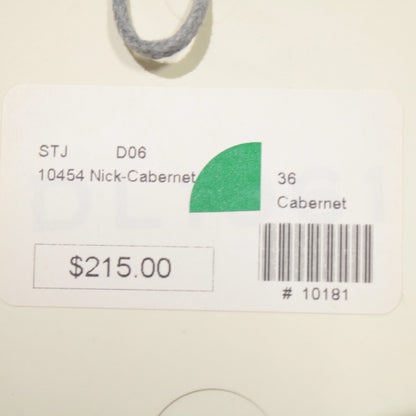 STJ D06
10454 Nick-Cabernet
36
Cabernet
$215.00
# 10181